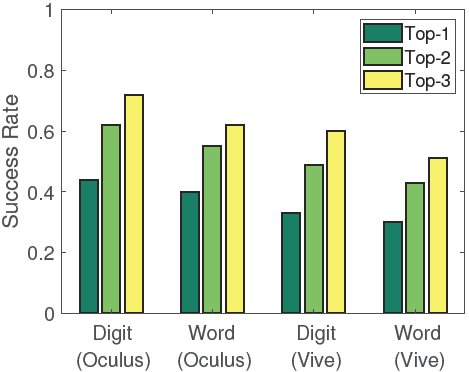 1
0.8
0.6
0.4
0.2
0
Success Rate
Top-1
Top-2
Top-3
Digit
(Oculus)
Word
(Oculus)
Digit
(Vive)
Word
(Vive)